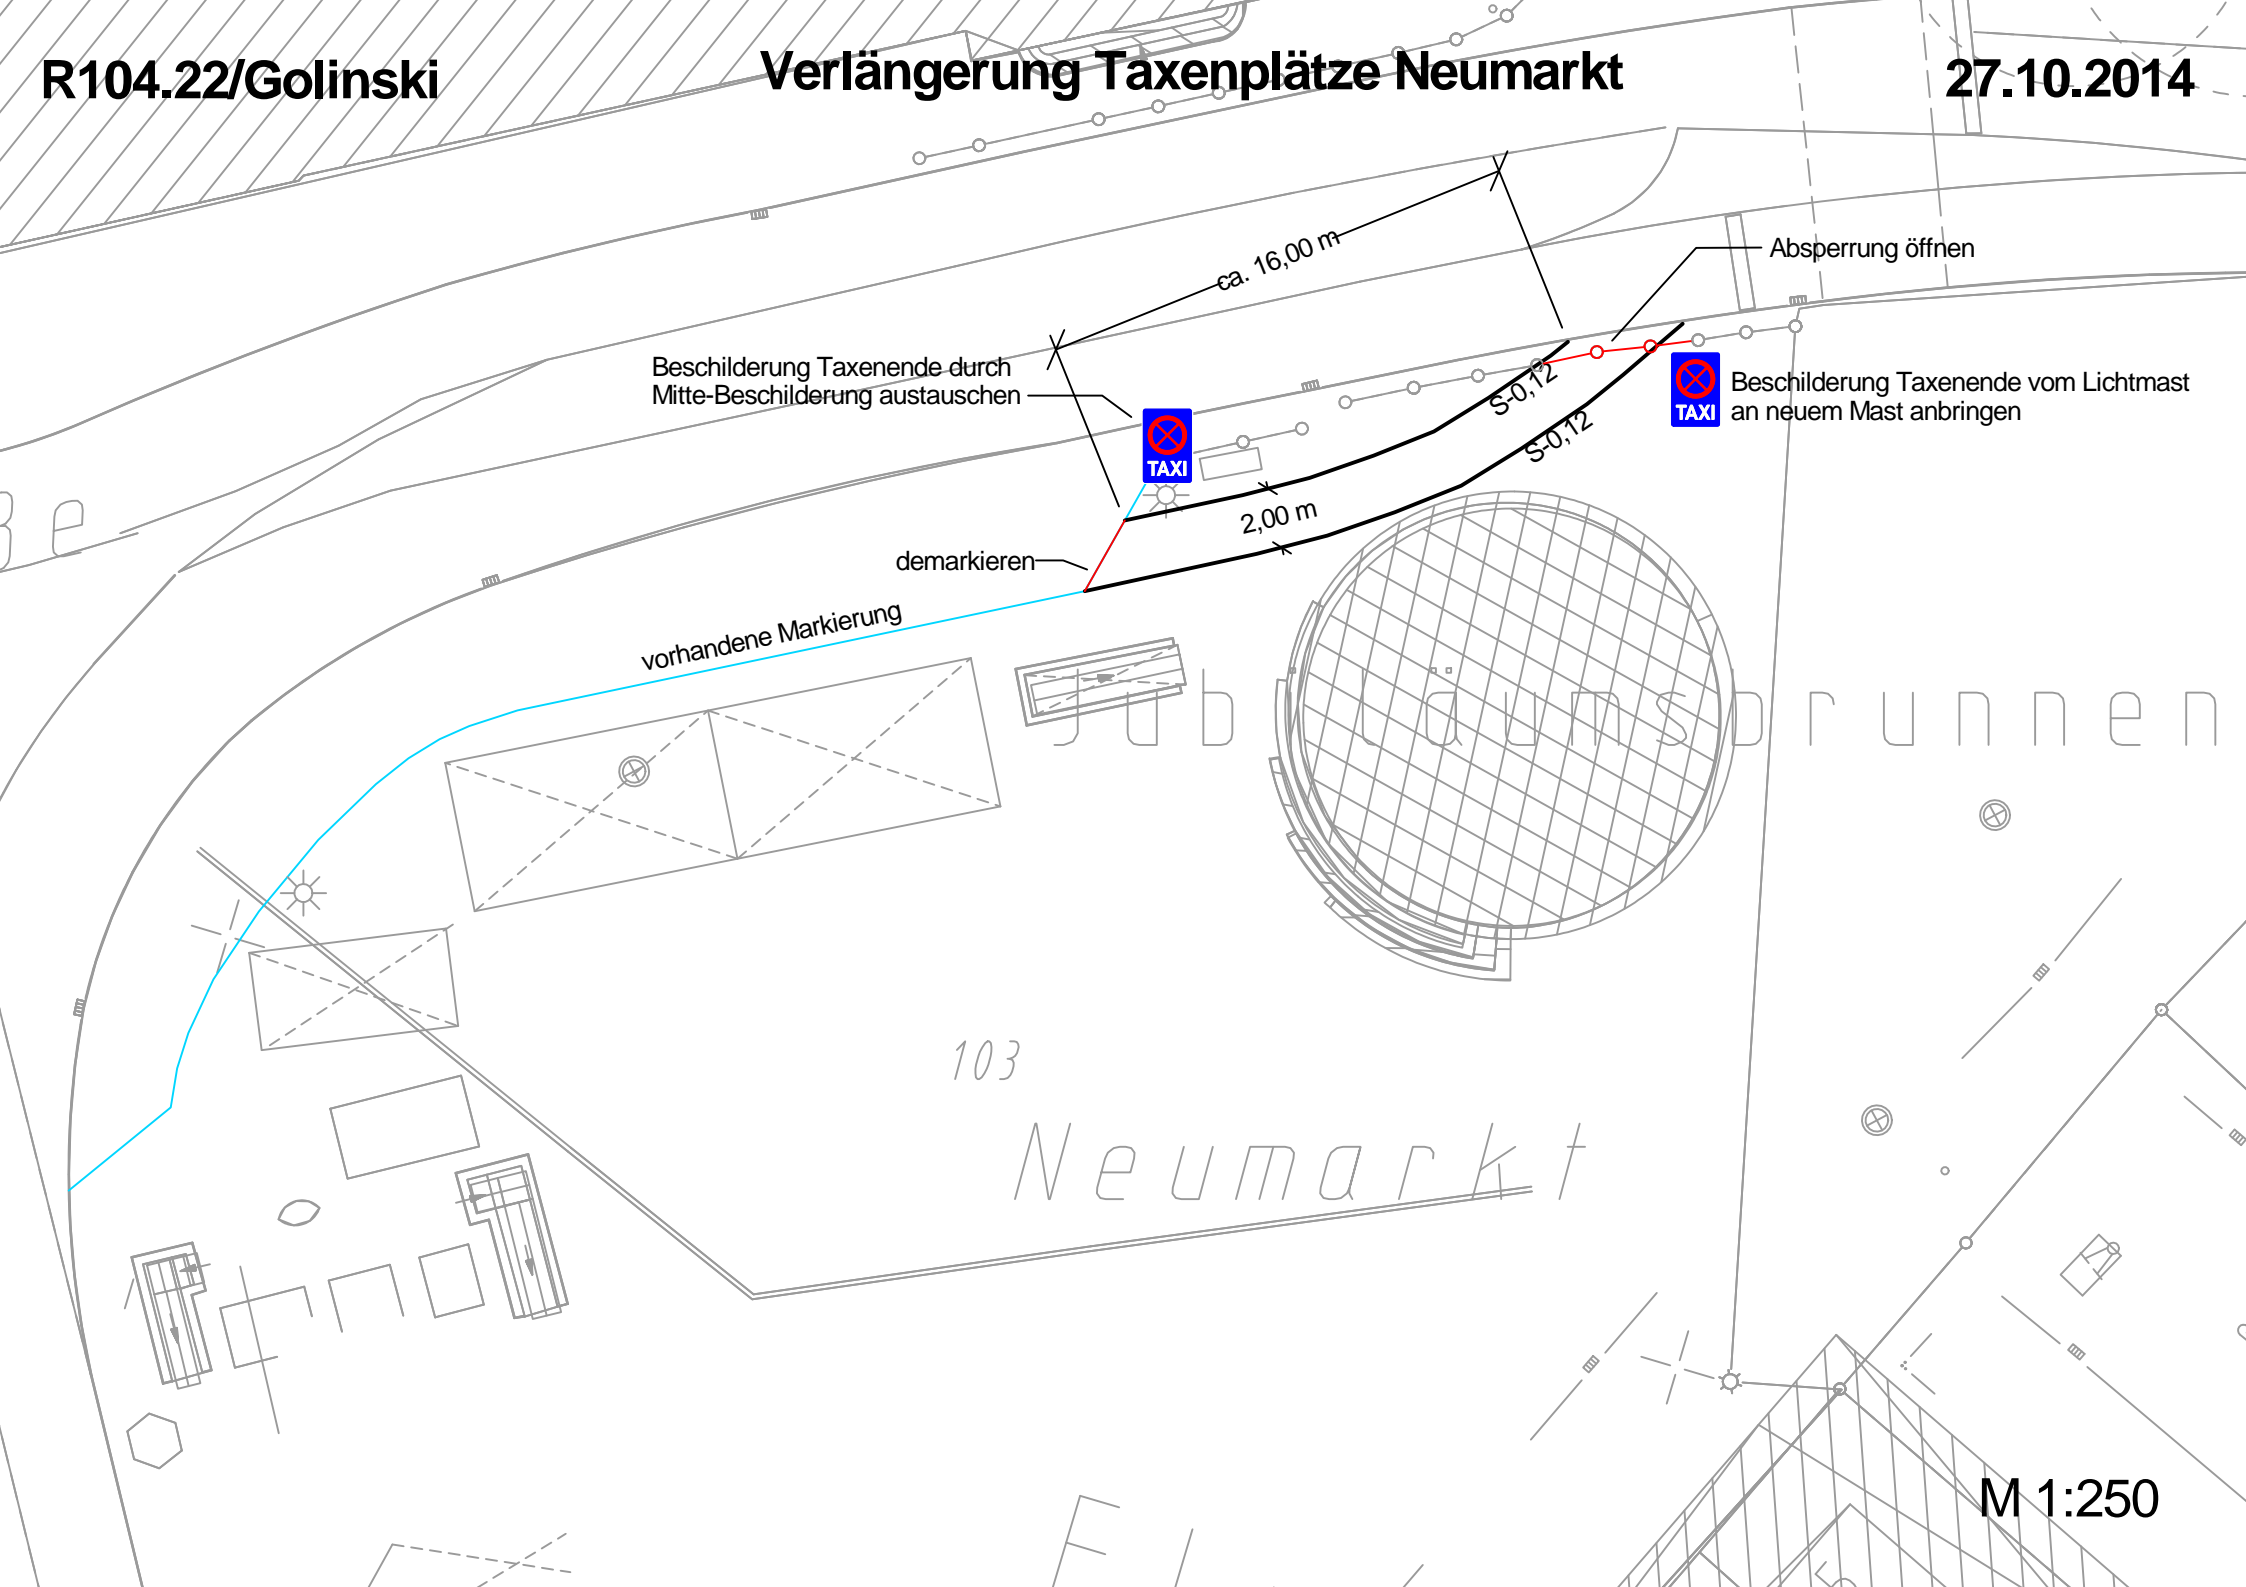 R104.22/Golinski
Verlängerung Taxenplätze Neumarkt
27.10.2014
ca. 16,00 m
Absperrung öffnen
Beschilderung Taxenende durch
Mitte-Beschilderung austauschen
TAXI
TAXI
Beschilderung Taxenende vom Lichtmast
an neuem Mast anbringen
S-0,12
S-0,12
2,00 m
demarkieren
vorhandene Markierung
Jubiläumsbrunnen
103
Neumarkt
M 1:250